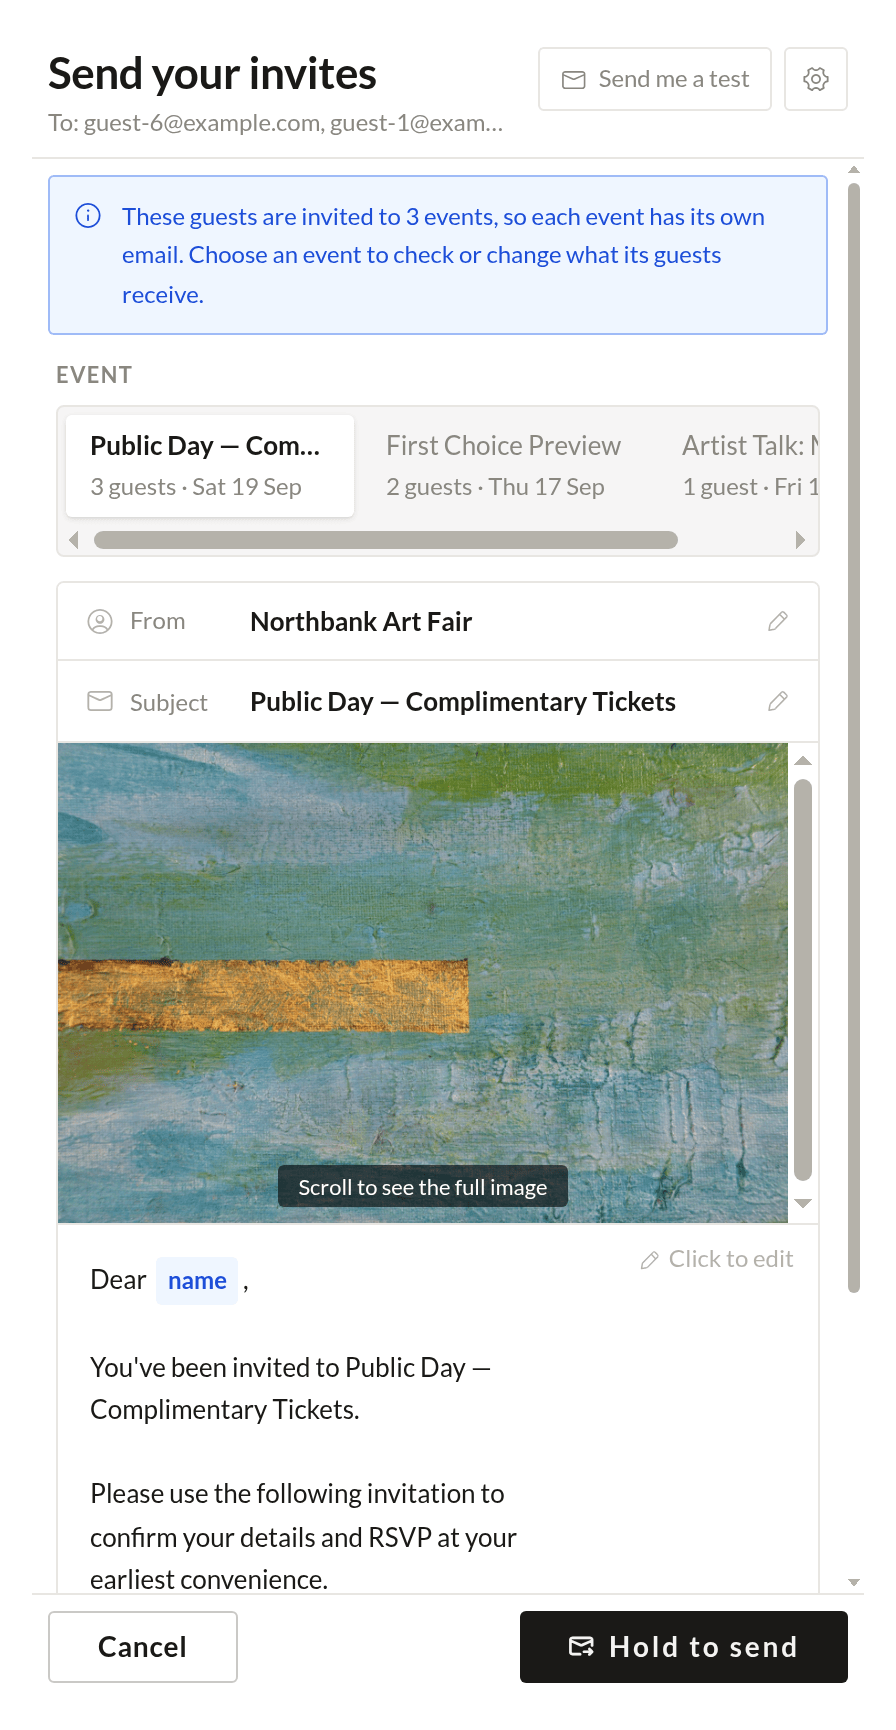 Send your invites
Send me a test
To: guest-6@example.com, guest-1@exam...
These guests are invited to 3 events, so each event has its own
email. Choose an event to check or change what its guests
receive.
EVENT
Public Day — Com...
First Choice Preview
Artist Talk:
3 guests · Sat 19 Sep
2 guests · Thu 17 Sep
1 guest · Fri 1
From
Northbank Art Fair
Subject
Public Day — Complimentary Tickets
Scroll to see the full image
Click to edit
Dear name ,
You've been invited to Public Day —
Complimentary Tickets.
Please use the following invitation to
confirm your details and RSVP at your
earliest convenience.
Cancel
Hold to send